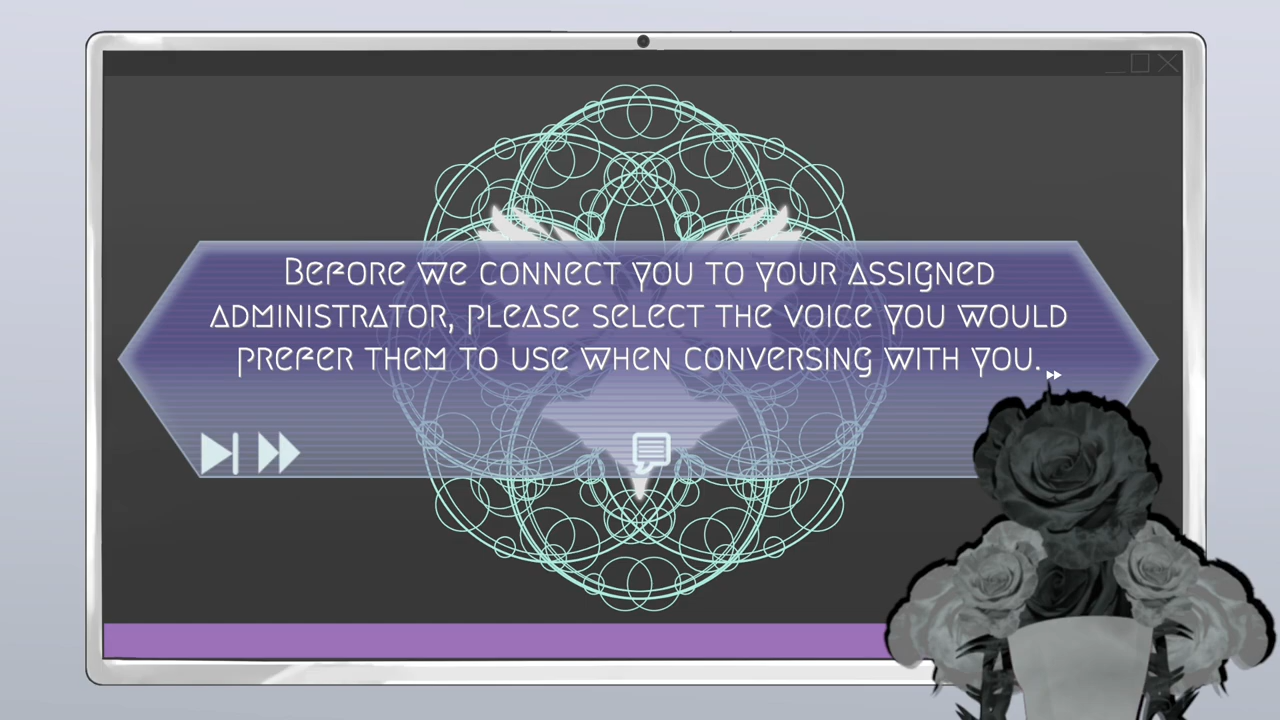 Before we connect you to your assigned
administrator, please select the voice you would
prefer them to use when conversing with you.